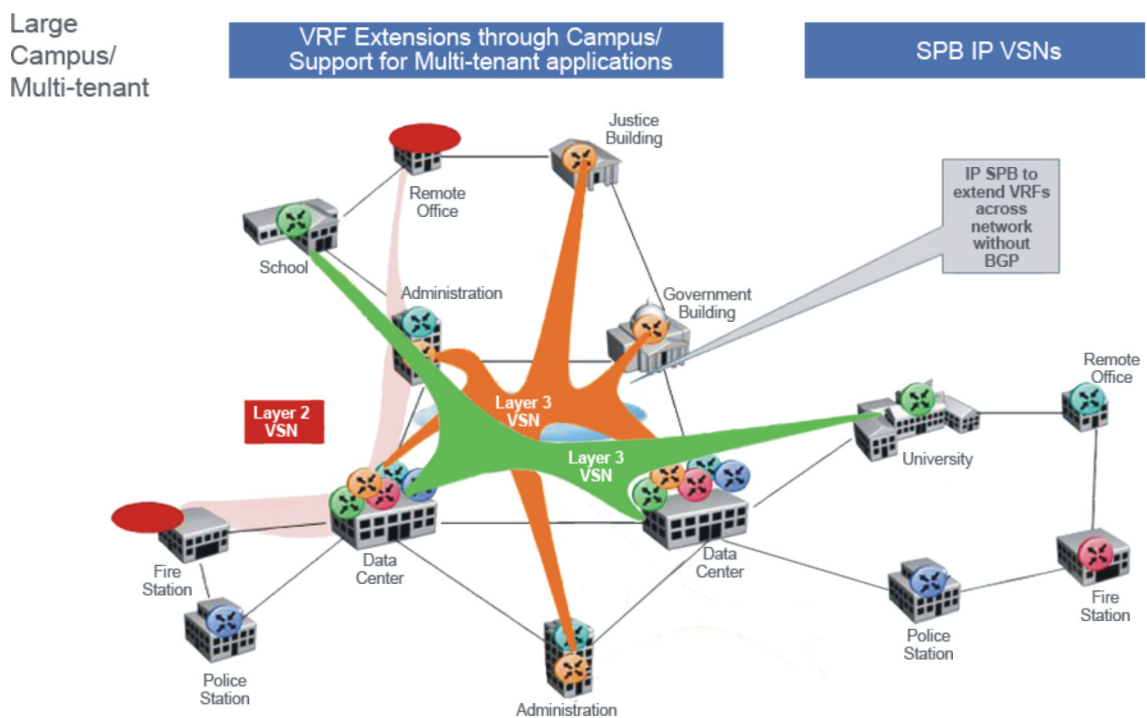 Large
Campus/
Multi-tenant
VRF Extensions through Campus/
Support for Multi-tenant applications
SPB IP VSNs
Justice
Building
Remote
Office
IP SPB to
extend VRFs
across
network
without
BGP
School
Administration
Government
Building
Remote
Office
Layer 2
VSN
Layer 3
VSN
Layer 3
VSN
University
Data
Center
Data
Center
Fire
Station
Fire
Station
Police
Station
Police
Station
Administration